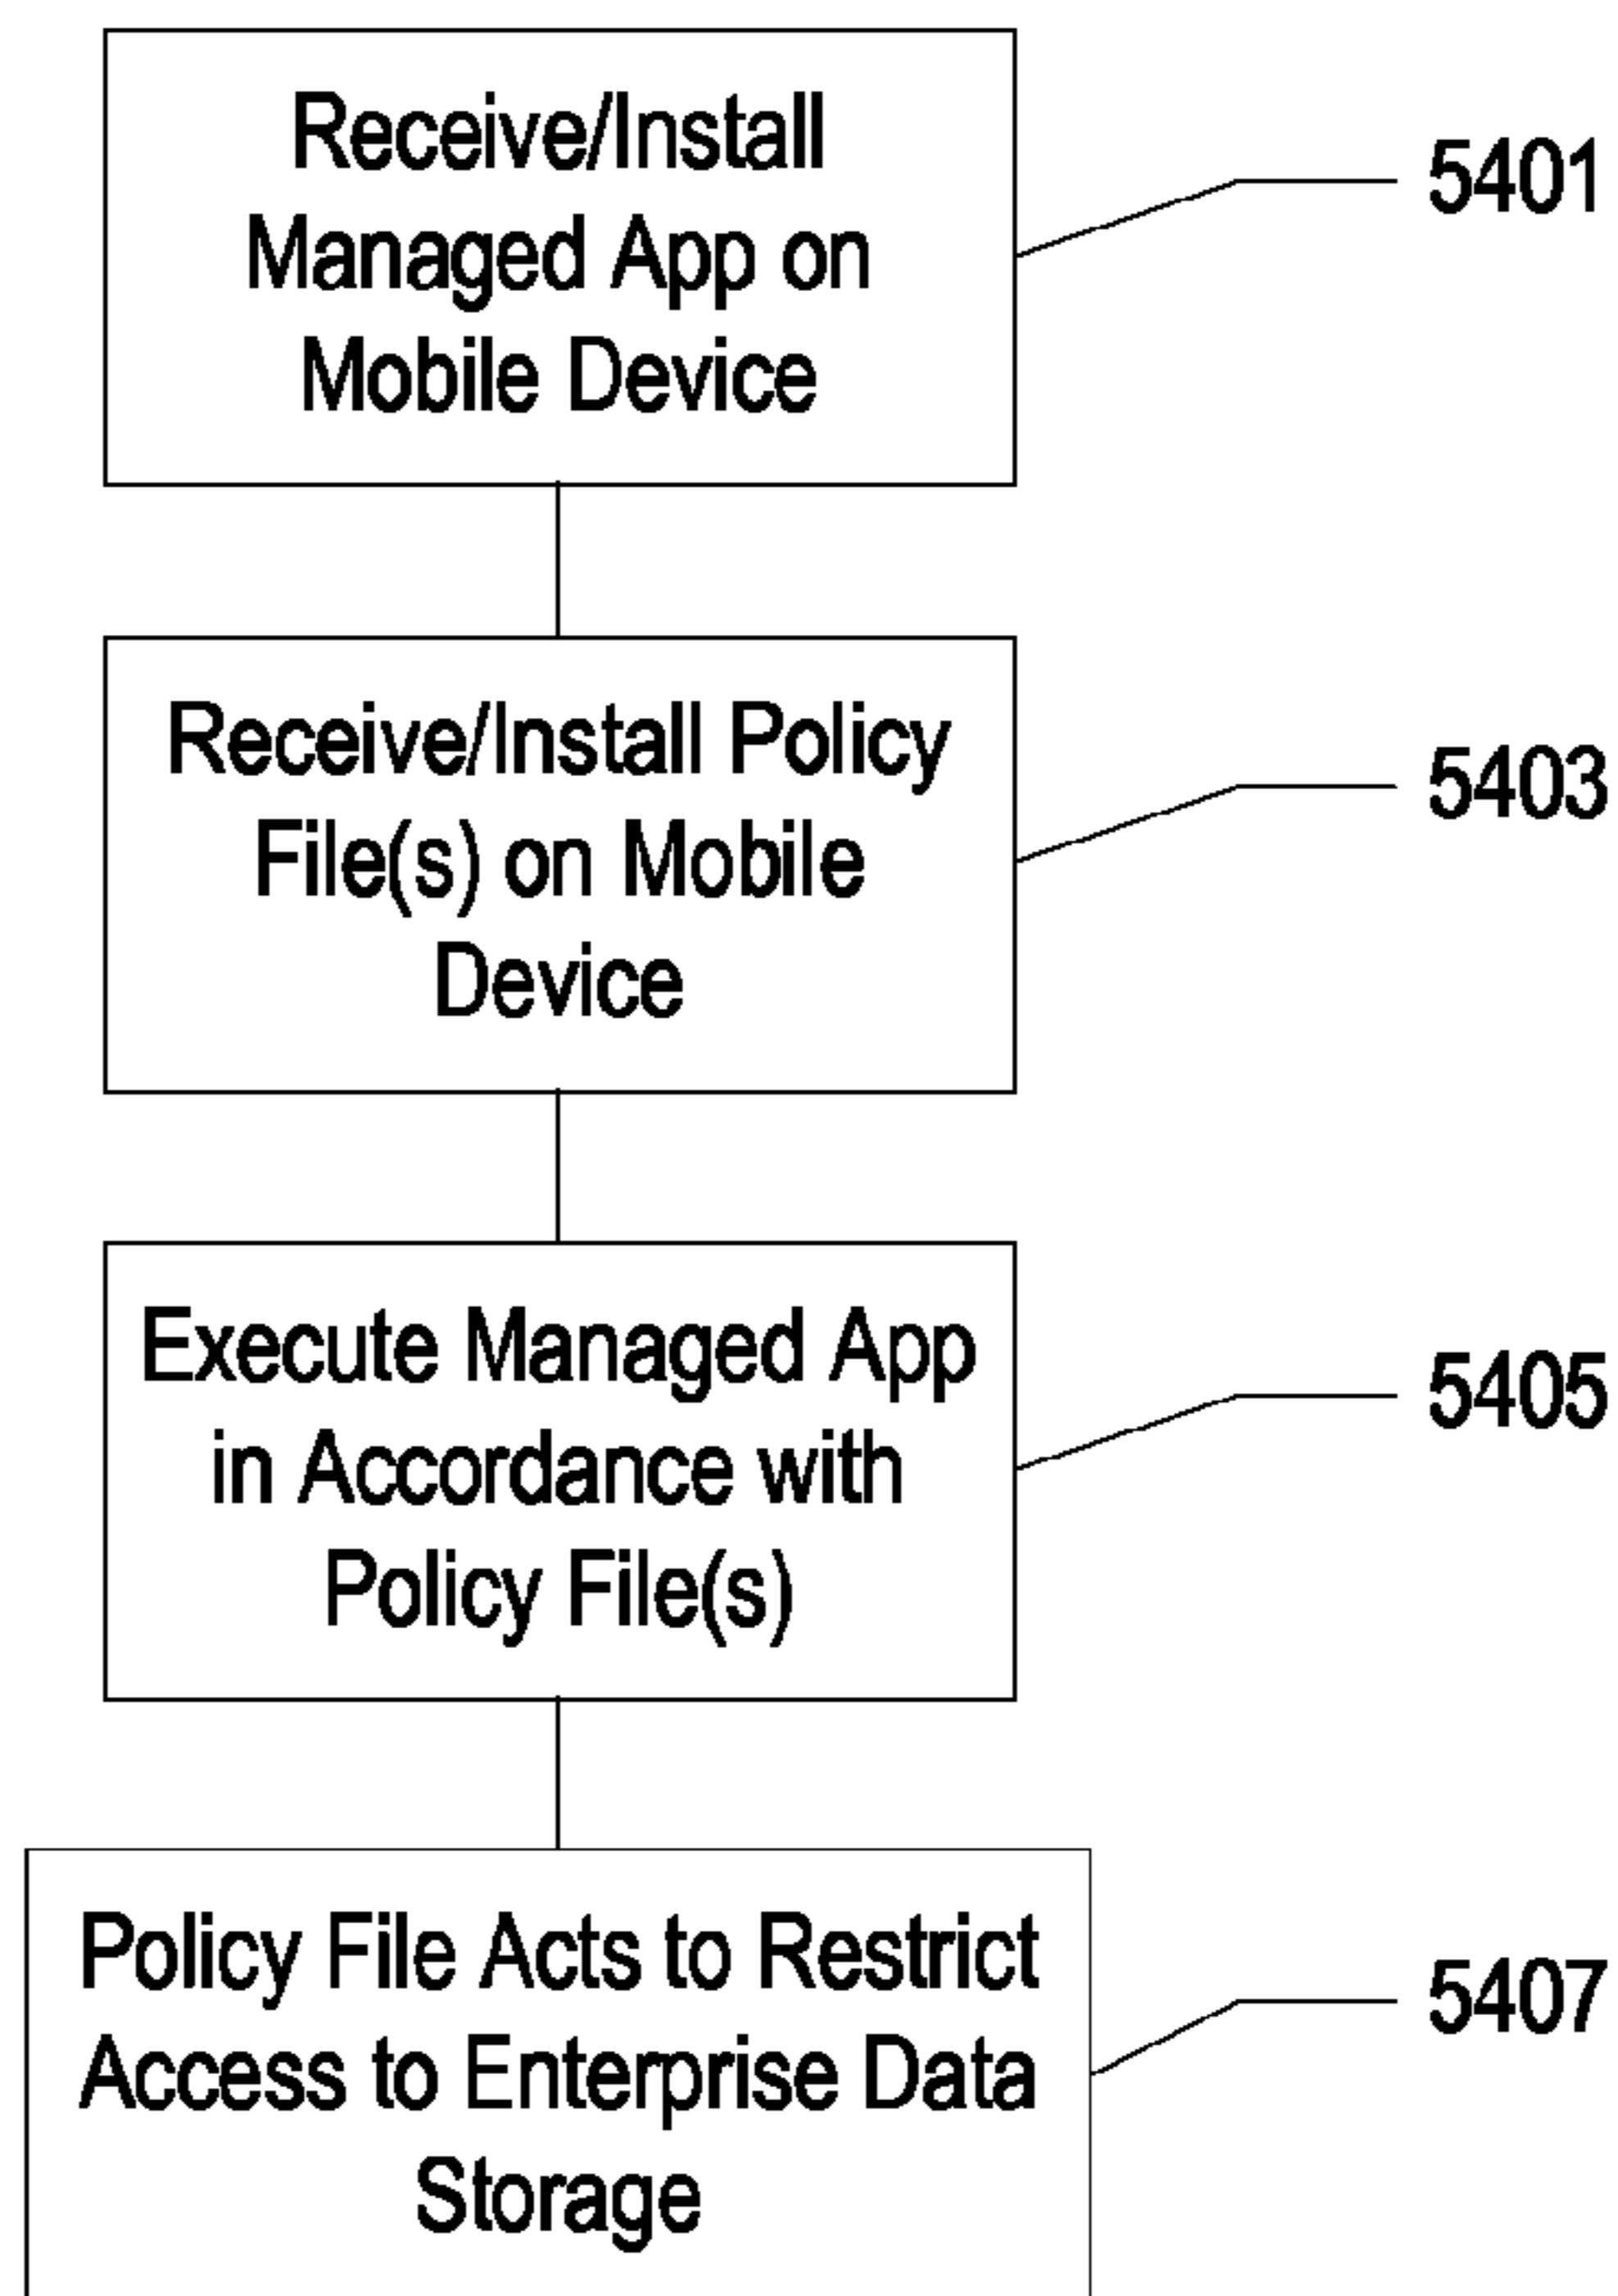 Receive/Install
Managed App on
Mobile Device
5401
Receive/Install Policy
File(s) on Mobile
Device
5403
Execute Managed App
in Accordance with
Policy File(s)
5405
Policy File Acts to Restrict
Access to Enterprise Data
Storage
5407